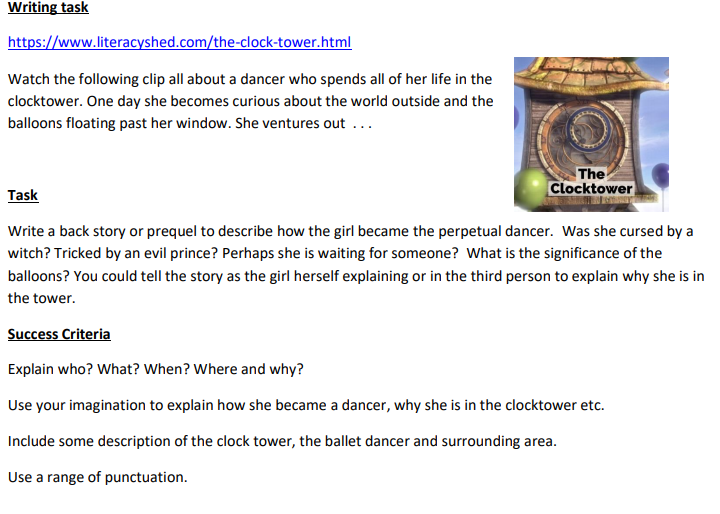 Writing task
https://www.literacyshed.com/the-clock-tower.html
Watch the following clip all about a dancer who spends all of her life in the
clocktower. One day she becomes curious about the world outside and the
balloons floating past her window. She ventures out ...
The
Clocktower
Task
Write a back story or prequel to describe how the girl became the perpetual dancer.  Was she cursed by a
witch? Tricked by an evil prince? Perhaps she is waiting for someone?  What is the significance of the
balloons? You could tell the story as the girl herself explaining or in the third person to explain why she is in
the tower.
Success Criteria
Explain who? What? When? Where and why?
Use your imagination to explain how she became a dancer, why she is in the clocktower etc.
Include some description of the clock tower, the ballet dancer and surrounding area.
Use a range of punctuation.